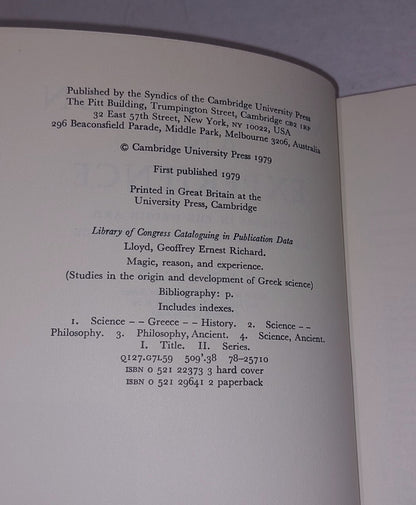 Published by the Syndics of the Cambridge University Press
The Pitt Building, Trumpington Street, Cambridge CB2 1RP
32 East 57th Street, New York, NY 10022, USA
296 Beaconsfield Parade, Middle Park, Melbourne 3206, Australia
© Cambridge University Press 1979
First published 1979
Printed in Great Britain at the
University Press, Cambridge
Library of Congress Cataloguing in Publication Data
Lloyd, Geoffrey Ernest Richard.
Magic, reason, and experience.
(Studies in the origin and development of Greek science)
Bibliography: p.
Includes indexes.
1. Science -- Greece -- History. 2. Science --
Philosophy. 3. Philosophy, Ancient. 4. Science, Ancient.
I. Title. II. Series.
Q127.G7L59 509'.38 78-25710
ISBN 0 521 22373 3 hard cover
ISBN 0 521 29641 2 paperback